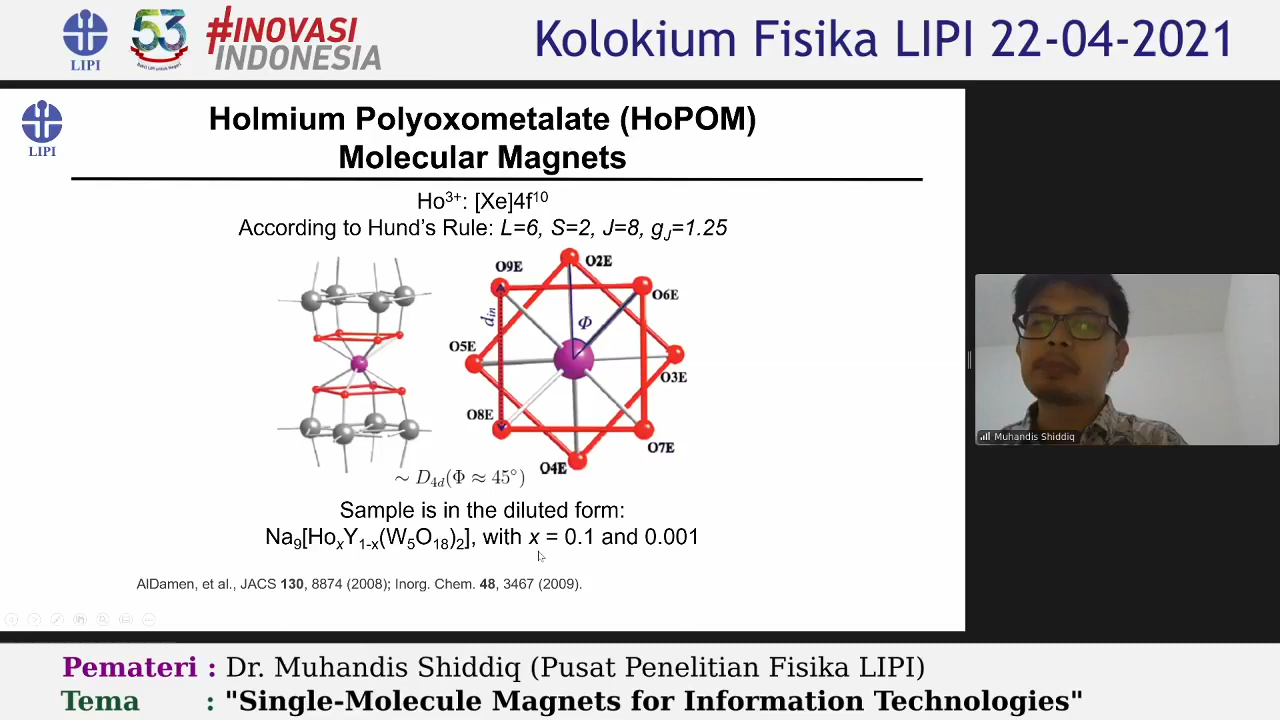 LIPI
53
#INOVASI
INDONESIA
Kolokium Fisika LIPI 22-04-2021
LIPI
Holmium Polyoxometalate (HoPOM)
Molecular Magnets
Ho³⁺: [Xe]4f¹⁰
According to Hund's Rule: L=6, S=2, J=8, g_J=1.25
O9E
O2E
O6E
d_in
Φ
O5E
O3E
O8E
O7E
O4E
~ D₄d(Φ ≈ 45°)
Sample is in the diluted form:
Na₉[HoₓY₁₋ₓ(W₅O₁₈)₂], with x = 0.1 and 0.001
AlDamen, et al., JACS 130, 8874 (2008); Inorg. Chem. 48, 3467 (2009).
Muhandis Shiddiq
Pemateri : Dr. Muhandis Shiddiq (Pusat Penelitian Fisika LIPI)
Tema : "Single-Molecule Magnets for Information Technologies"